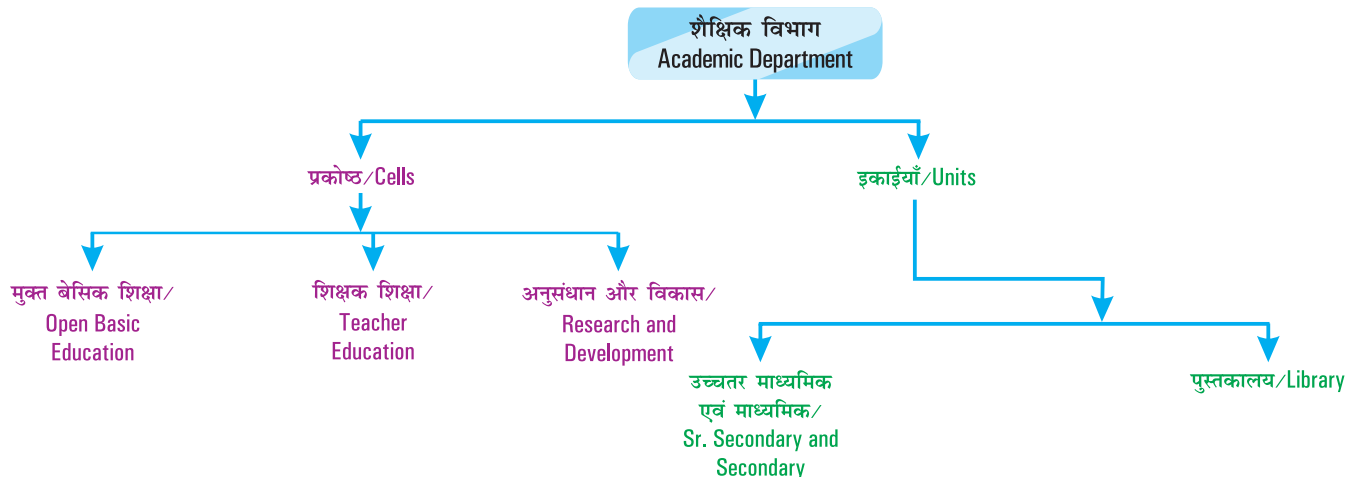 शैक्षिक विभाग
Academic Department
प्रकोष्ठ/Cells
इकाईयाँ/Units
मुक्त बेसिक शिक्षा/
Open Basic
Education
शिक्षक शिक्षा/
Teacher
Education
अनुसंधान और विकास/
Research and
Development
उच्चतर माध्यमिक
एवं माध्यमिक/
Sr. Secondary and
Secondary
पुस्तकालय/Library